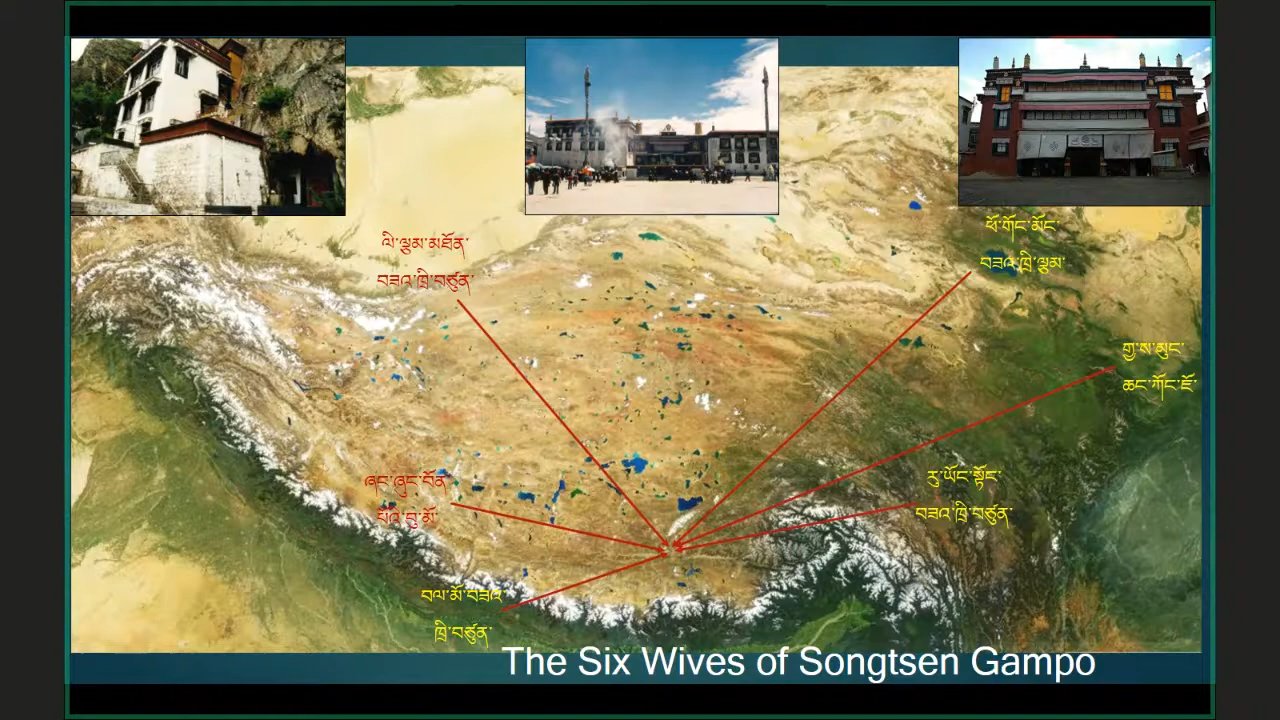 ལི་ལྕམ་མཐོན་
བཟའ་ཁྲི་བཙུན་
ཕོ་གོང་མོང་
བཟའ་ཁྲི་ལྕམ་
རྒྱ་ས་མུང་
ཆང་ཀོང་ཇོ་
ཞང་ཞུང་བོན་
པོའི་བུ་མོ་
རུ་ཡོང་སྟོང་
བཟའ་ཁྲི་བཙུན་
བལ་མོ་བཟའ་
ཁྲི་བཙུན་
The Six Wives of Songtsen Gampo